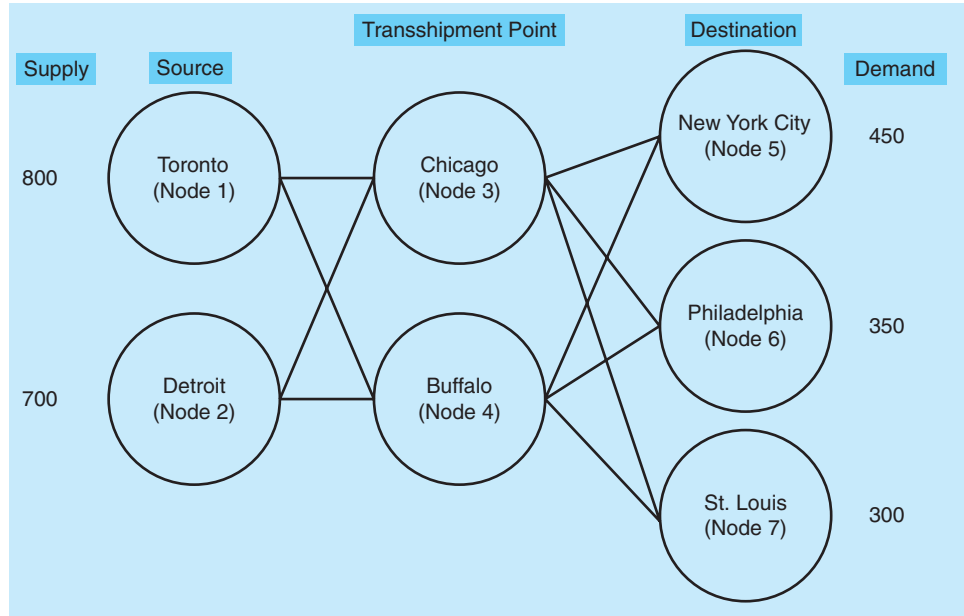 Transshipment Point
Destination
Supply
Source
Demand
800
Toronto
(Node 1)
Chicago
(Node 3)
New York City
(Node 5)
450
Philadelphia
(Node 6)
350
700
Detroit
(Node 2)
Buffalo
(Node 4)
St. Louis
(Node 7)
300